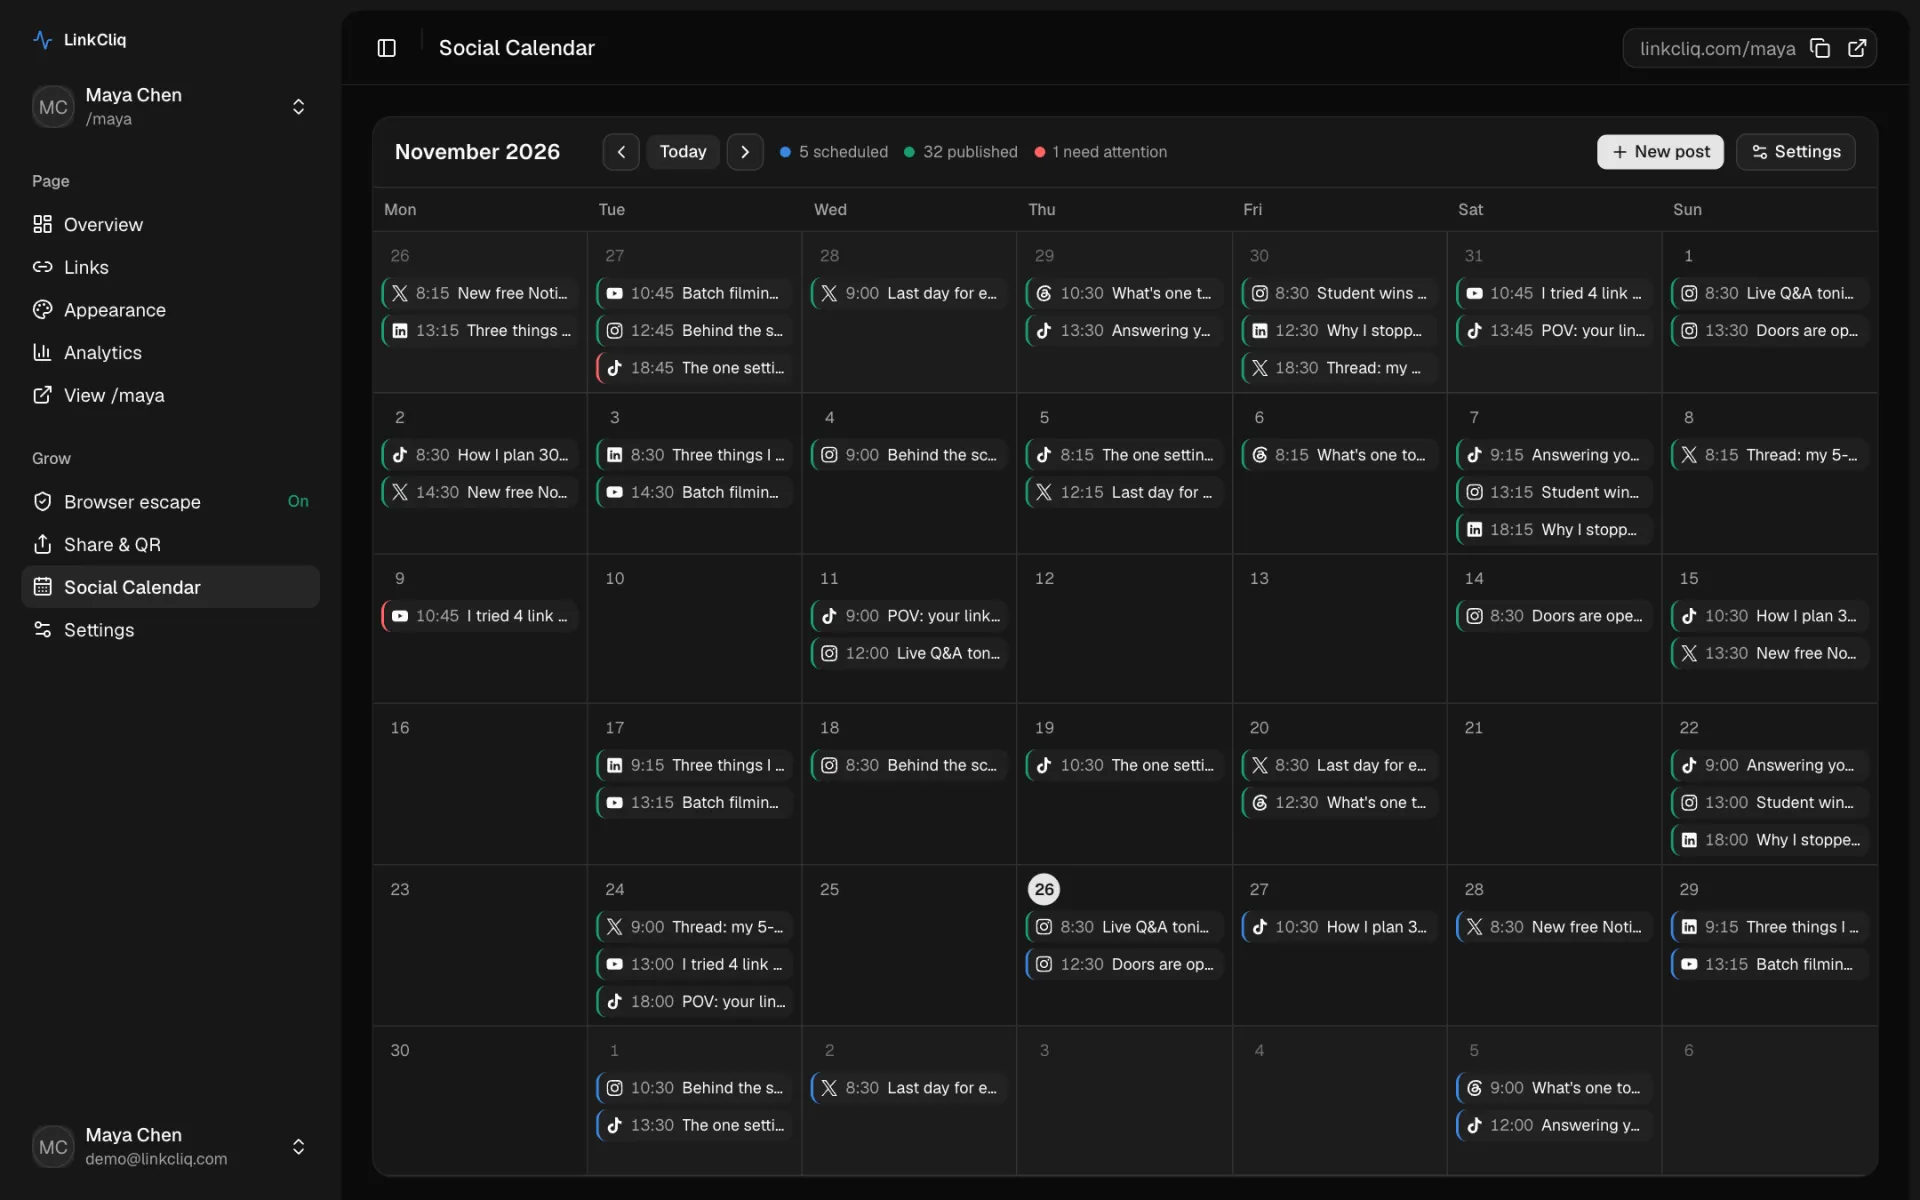 LinkCliq
MC
Maya Chen
/maya
Page
Overview
Links
Appearance
Analytics
View /maya
Grow
Browser escape On
Share & QR
Social Calendar
Settings
MC
Maya Chen
demo@linkcliq.com
Social Calendar
linkcliq.com/maya
November 2026
Today
5 scheduled
32 published
1 need attention
+ New post
Settings
Mon Tue Wed Thu Fri Sat Sun
26
8:15 New free Noti...
13:15 Three things ...
27
10:45 Batch filmin...
12:45 Behind the s...
18:45 The one setti...
28
9:00 Last day for e...
29
10:30 What's one t...
13:30 Answering y...
30
8:30 Student wins ...
12:30 Why I stopp...
18:30 Thread: my ...
31
10:45 I tried 4 link ...
13:45 POV: your lin...
1
8:30 Live Q&A toni...
13:30 Doors are op...
2
8:30 How I plan 30...
14:30 New free No...
3
8:30 Three things I ...
14:30 Batch filmin...
4
9:00 Behind the sc...
5
8:15 The one settin...
12:15 Last day for ...
6
8:15 What's one to...
7
9:15 Answering yo...
13:15 Student win...
18:15 Why I stopp...
8
8:15 Thread: my 5-...
9
10:45 I tried 4 link ...
10
11
9:00 POV: your link...
12:00 Live Q&A ton...
12
13
14
8:30 Doors are ope...
15
10:30 How I plan 3...
13:30 New free No...
16
17
9:15 Three things I ...
13:15 Batch filmin...
18
8:30 Behind the sc...
19
10:30 The one setti...
20
8:30 Last day for e...
12:30 What's one t...
21
22
9:00 Answering yo...
13:00 Student win...
18:00 Why I stoppe...
23
24
9:00 Thread: my 5-...
13:00 I tried 4 link ...
18:00 POV: your lin...
25
26
8:30 Live Q&A toni...
12:30 Doors are op...
27
10:30 How I plan 3...
28
8:30 New free Noti...
29
9:15 Three things I ...
13:15 Batch filmin...
30
1
10:30 Behind the s...
13:30 The one setti...
2
8:30 Last day for e...
3
4
5
9:00 What's one to...
12:00 Answering y...
6